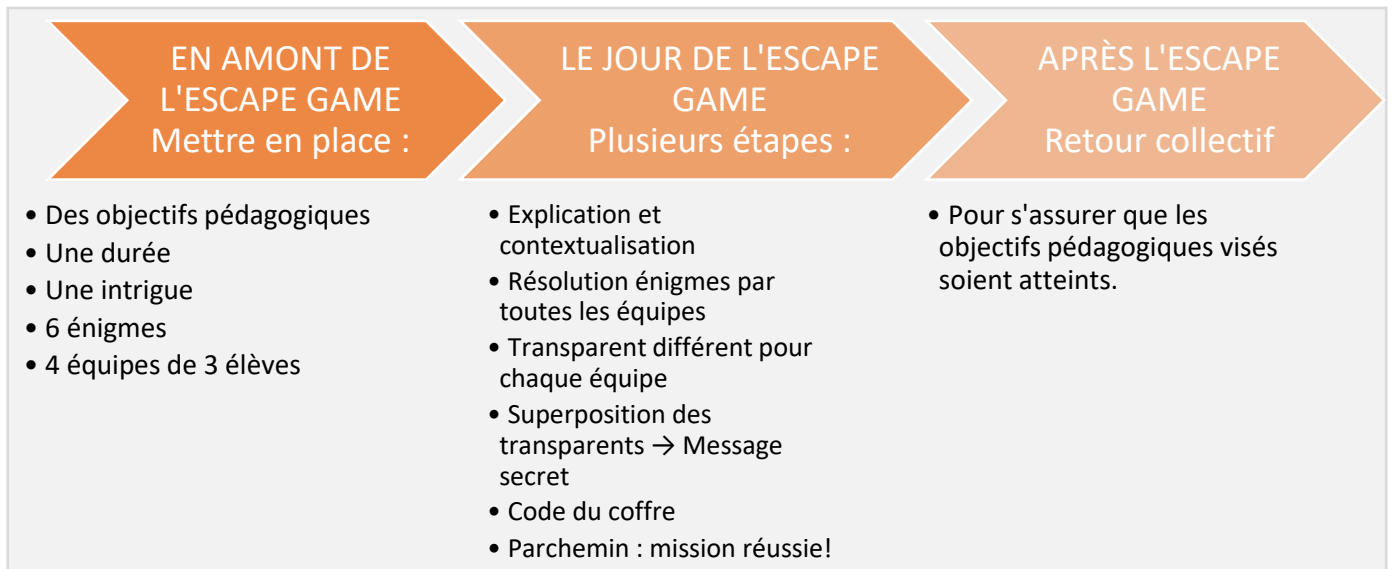 EN AMONT DE
L'ESCAPE GAME
Mettre en place :
• Des objectifs pédagogiques
• Une durée
• Une intrigue
• 6 énigmes
• 4 équipes de 3 élèves
LE JOUR DE L'ESCAPE
GAME
Plusieurs étapes :
• Explication et
contextualisation
• Résolution énigmes par
toutes les équipes
• Transparent différent pour
chaque équipe
• Superposition des
transparents → Message
secret
• Code du coffre
• Parchemin : mission réussie!
APRÈS L'ESCAPE
GAME
Retour collectif
• Pour s'assurer que les
objectifs pédagogiques visés
soient atteints.